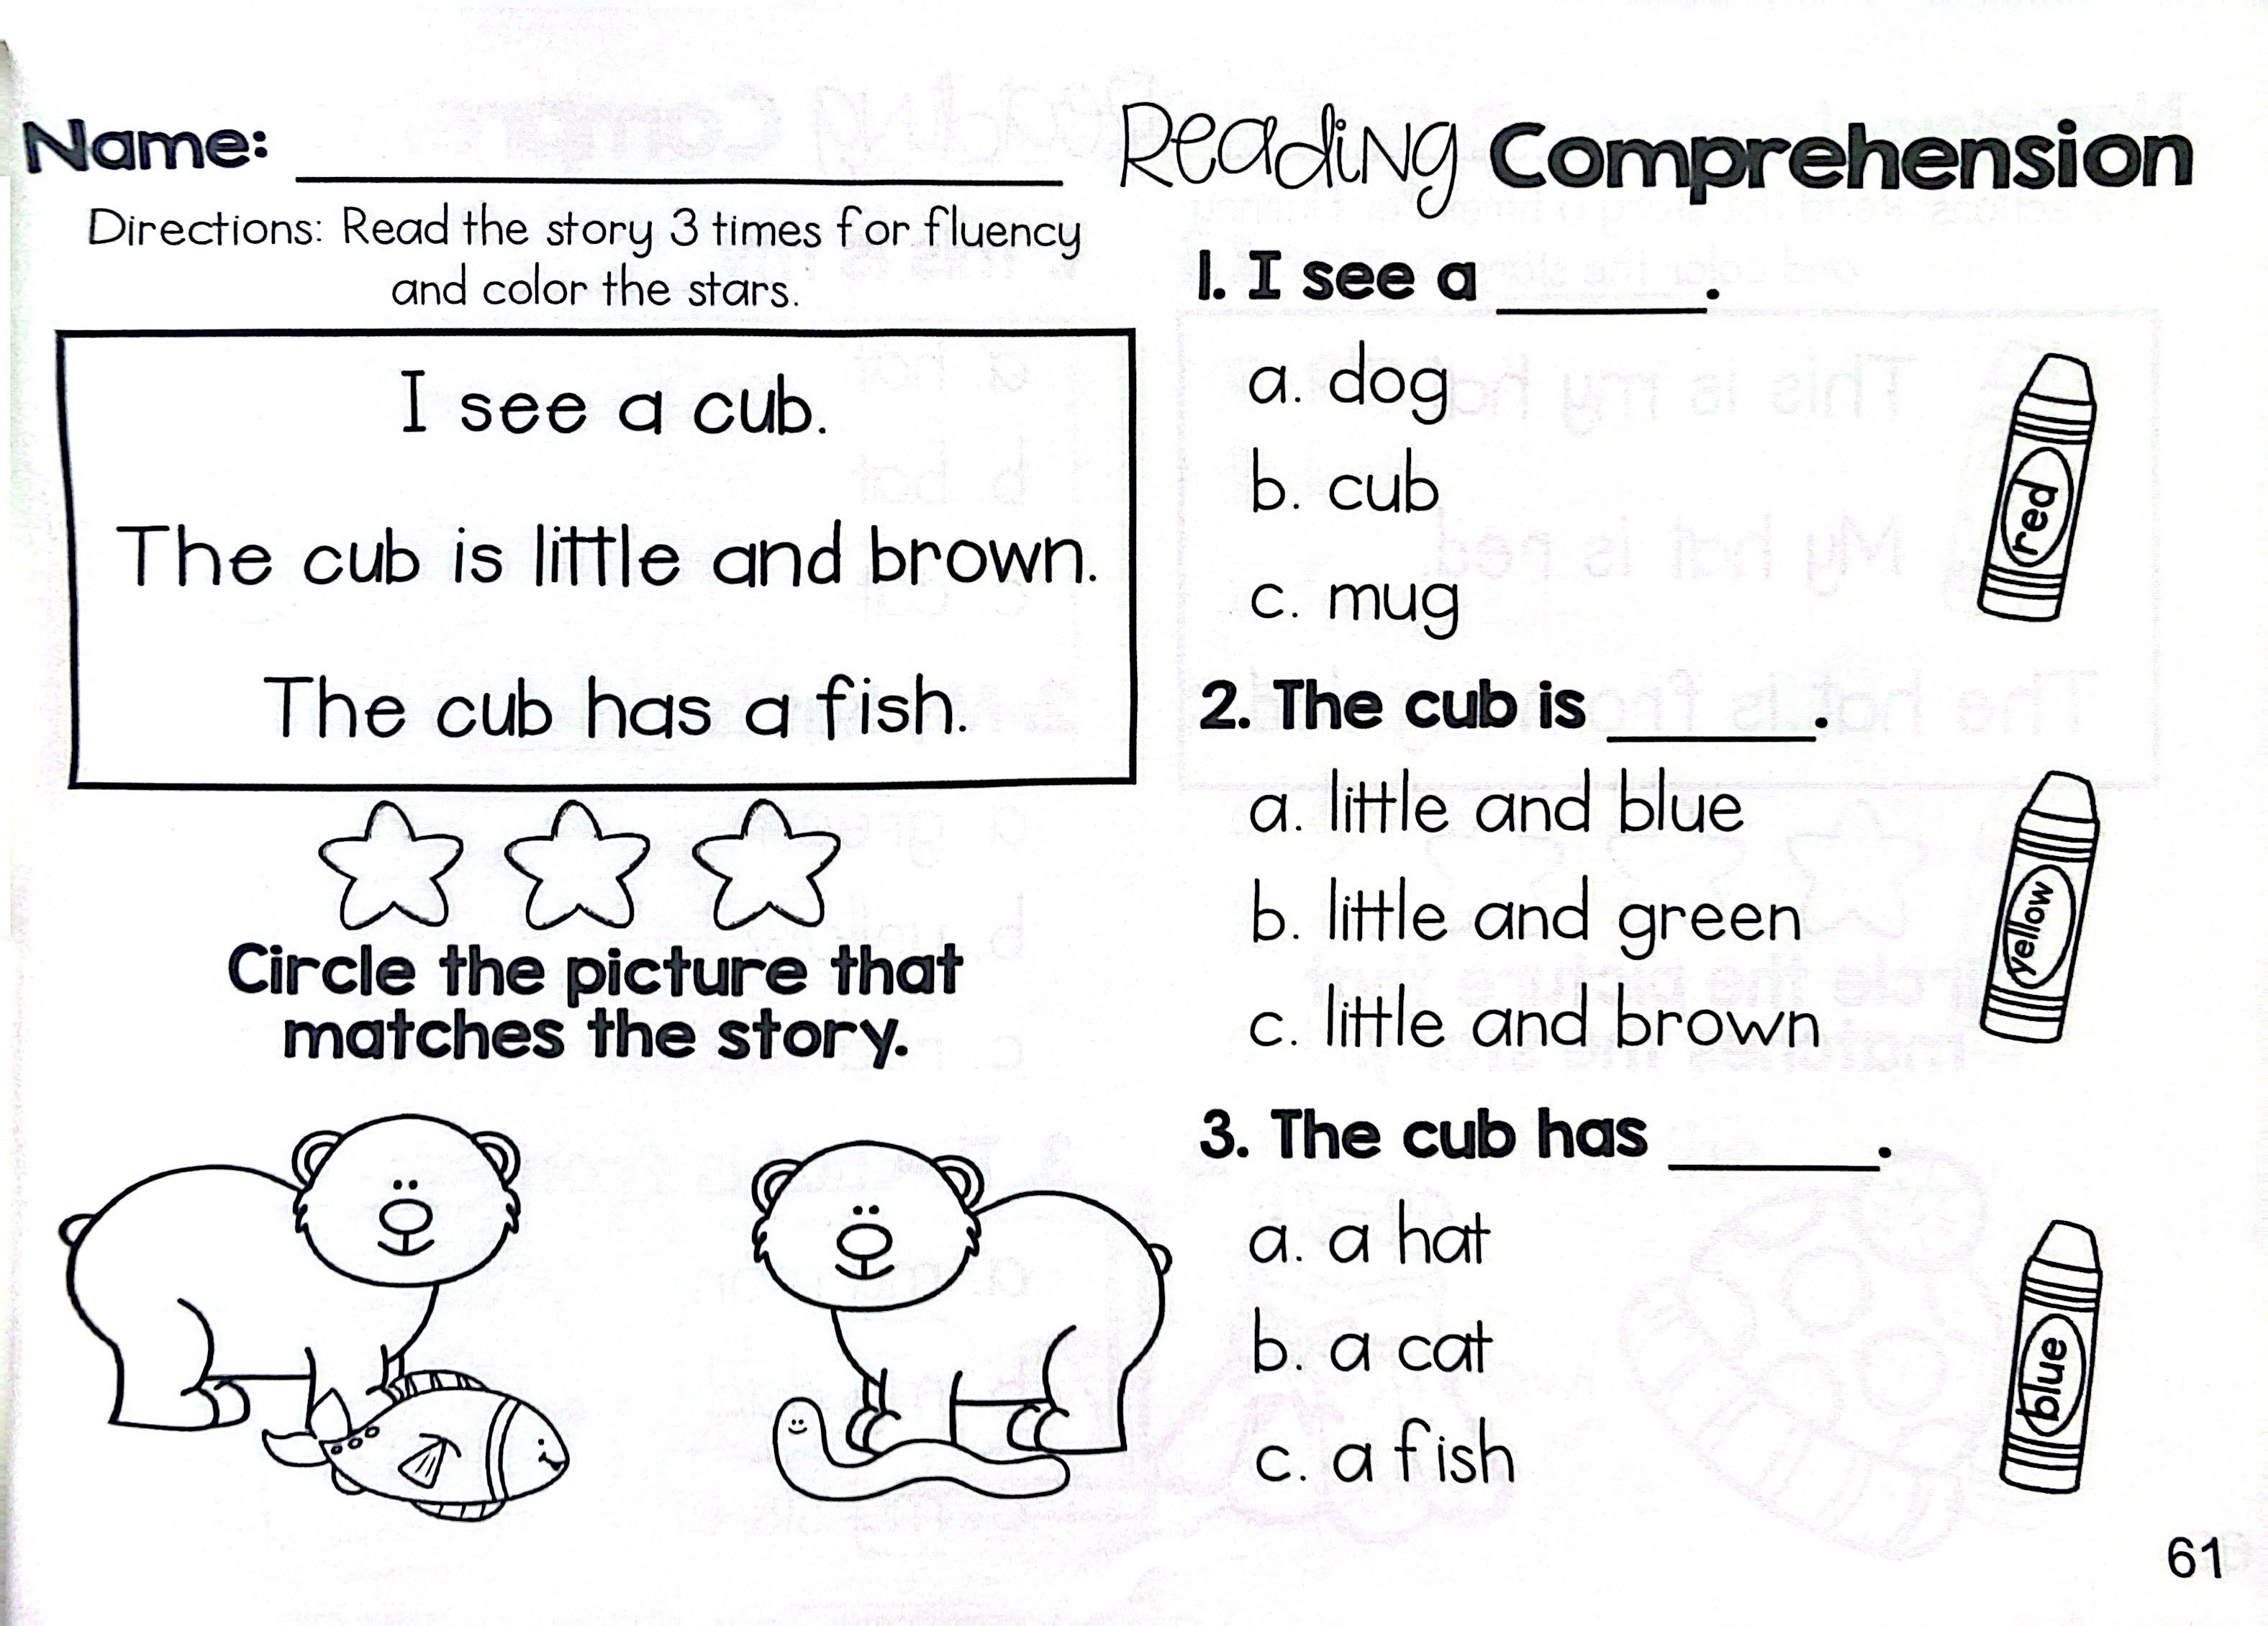 Name: ____________
Directions: Read the story 3 times for fluency
and color the stars.
I see a cub.
The cub is little and brown.
The cub has a fish.
Circle the picture that
matches the story.
Reading Comprehension
1. I see a ______.
a. dog
b. cub
c. mug
red
2. The cub is ______.
a. little and blue
b. little and green
c. little and brown
yellow
3. The cub has ______.
a. a hat
b. a cat
c. a fish
blue
61